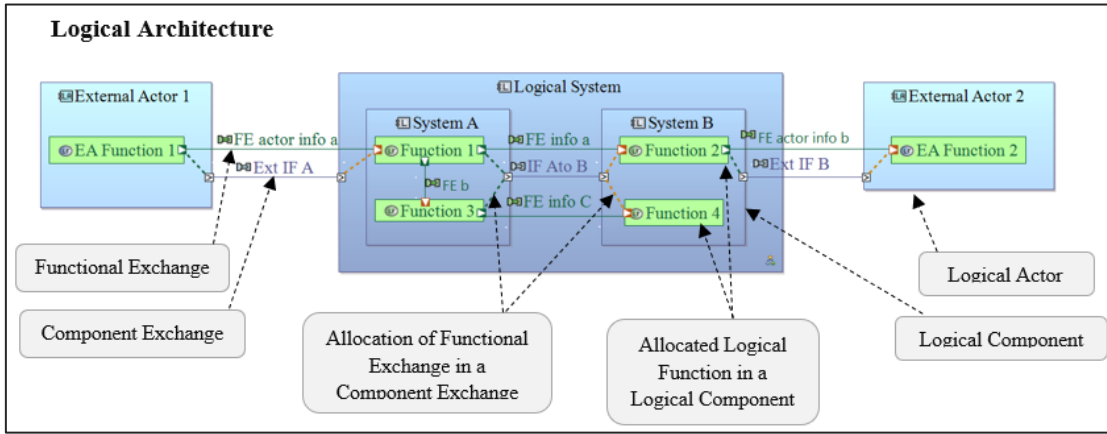 Logical Architecture
Logical System
External Actor 1
System A
System B
External Actor 2
FE actor info a
FE info a
FE actor info b
EA Function 1
Function 1
Function 2
EA Function 2
Ext IF A
IF Ato B
Ext IF B
FE b
FE info C
Function 3
Function 4
Functional Exchange
Logical Actor
Component Exchange
Allocation of Functional
Exchange in a
Component Exchange
Allocated Logical
Function in a
Logical Component
Logical Component